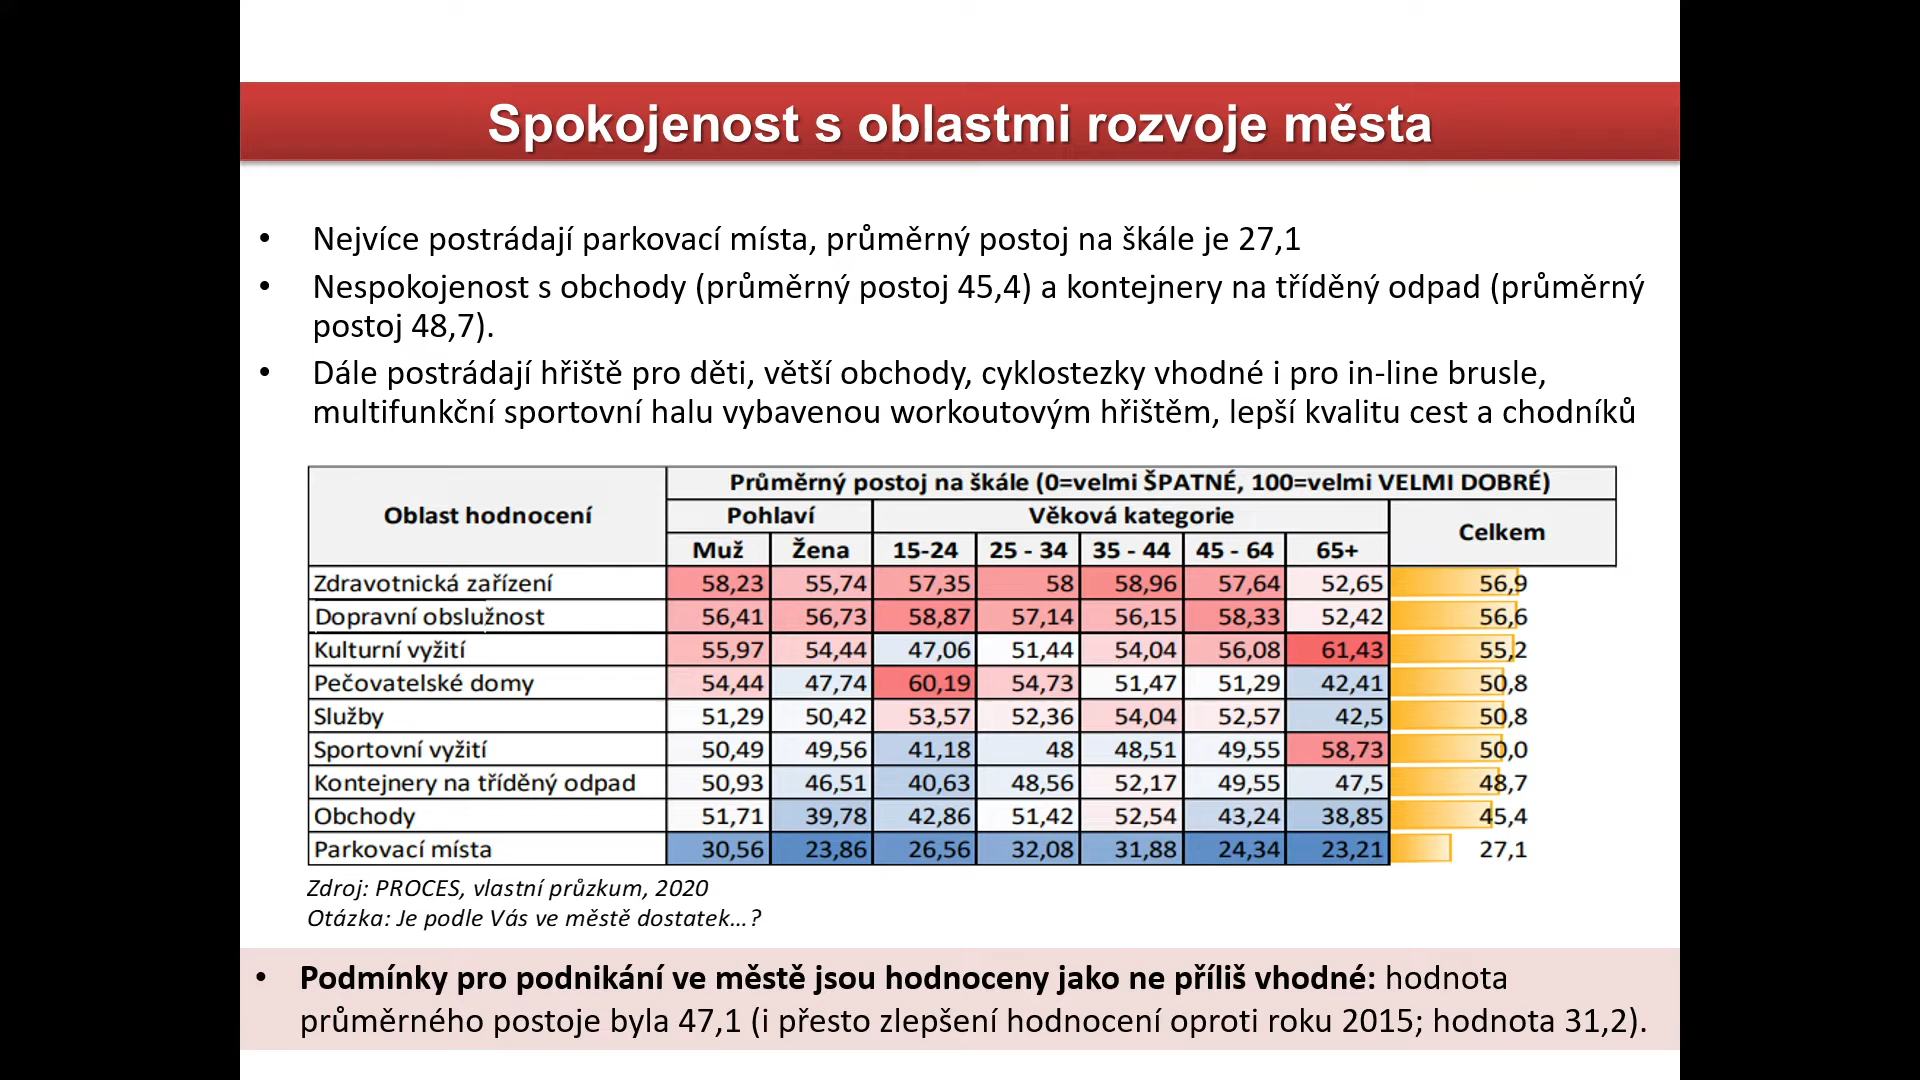 Spokojenost s oblastmi rozvoje města
• Nejvíce postrádají parkovací místa, průměrný postoj na škále je 27,1
• Nespokojenost s obchody (průměrný postoj 45,4) a kontejnery na tříděný odpad (průměrný
postoj 48,7).
• Dále postrádají hřiště pro děti, větší obchody, cyklostezky vhodné i pro in-line brusle,
multifunkční sportovní halu vybavenou workoutovým hřištěm, lepší kvalitu cest a chodníků
Oblast hodnocení Průměrný postoj na škále (0=velmi ŠPATNÉ, 100=velmi VELMI DOBRÉ)
Pohlaví Věková kategorie Celkem
Muž Žena 15-24 25 - 34 35 - 44 45 - 64 65+
Zdravotnická zařízení 58,23 55,74 57,35 58 58,96 57,64 52,65 56,9
Dopravní obslužnost 56,41 56,73 58,87 57,14 56,15 58,33 52,42 56,6
Kulturní vyžití 55,97 54,44 47,06 51,44 54,04 56,08 61,43 55,2
Pečovatelské domy 54,44 47,74 60,19 54,73 51,47 51,29 42,41 50,8
Služby 51,29 50,42 53,57 52,36 54,04 52,57 42,5 50,8
Sportovní vyžití 50,49 49,56 41,18 48 48,51 49,55 58,73 50,0
Kontejnery na tříděný odpad 50,93 46,51 40,63 48,56 52,17 49,55 47,5 48,7
Obchody 51,71 39,78 42,86 51,42 52,54 43,24 38,85 45,4
Parkovací místa 30,56 23,86 26,56 32,08 31,88 24,34 23,21 27,1
Zdroj: PROCES, vlastní průzkum, 2020
Otázka: Je podle Vás ve městě dostatek...?
• Podmínky pro podnikání ve městě jsou hodnoceny jako ne příliš vhodné: hodnota
průměrného postoje byla 47,1 (i přesto zlepšení hodnocení oproti roku 2015; hodnota 31,2).